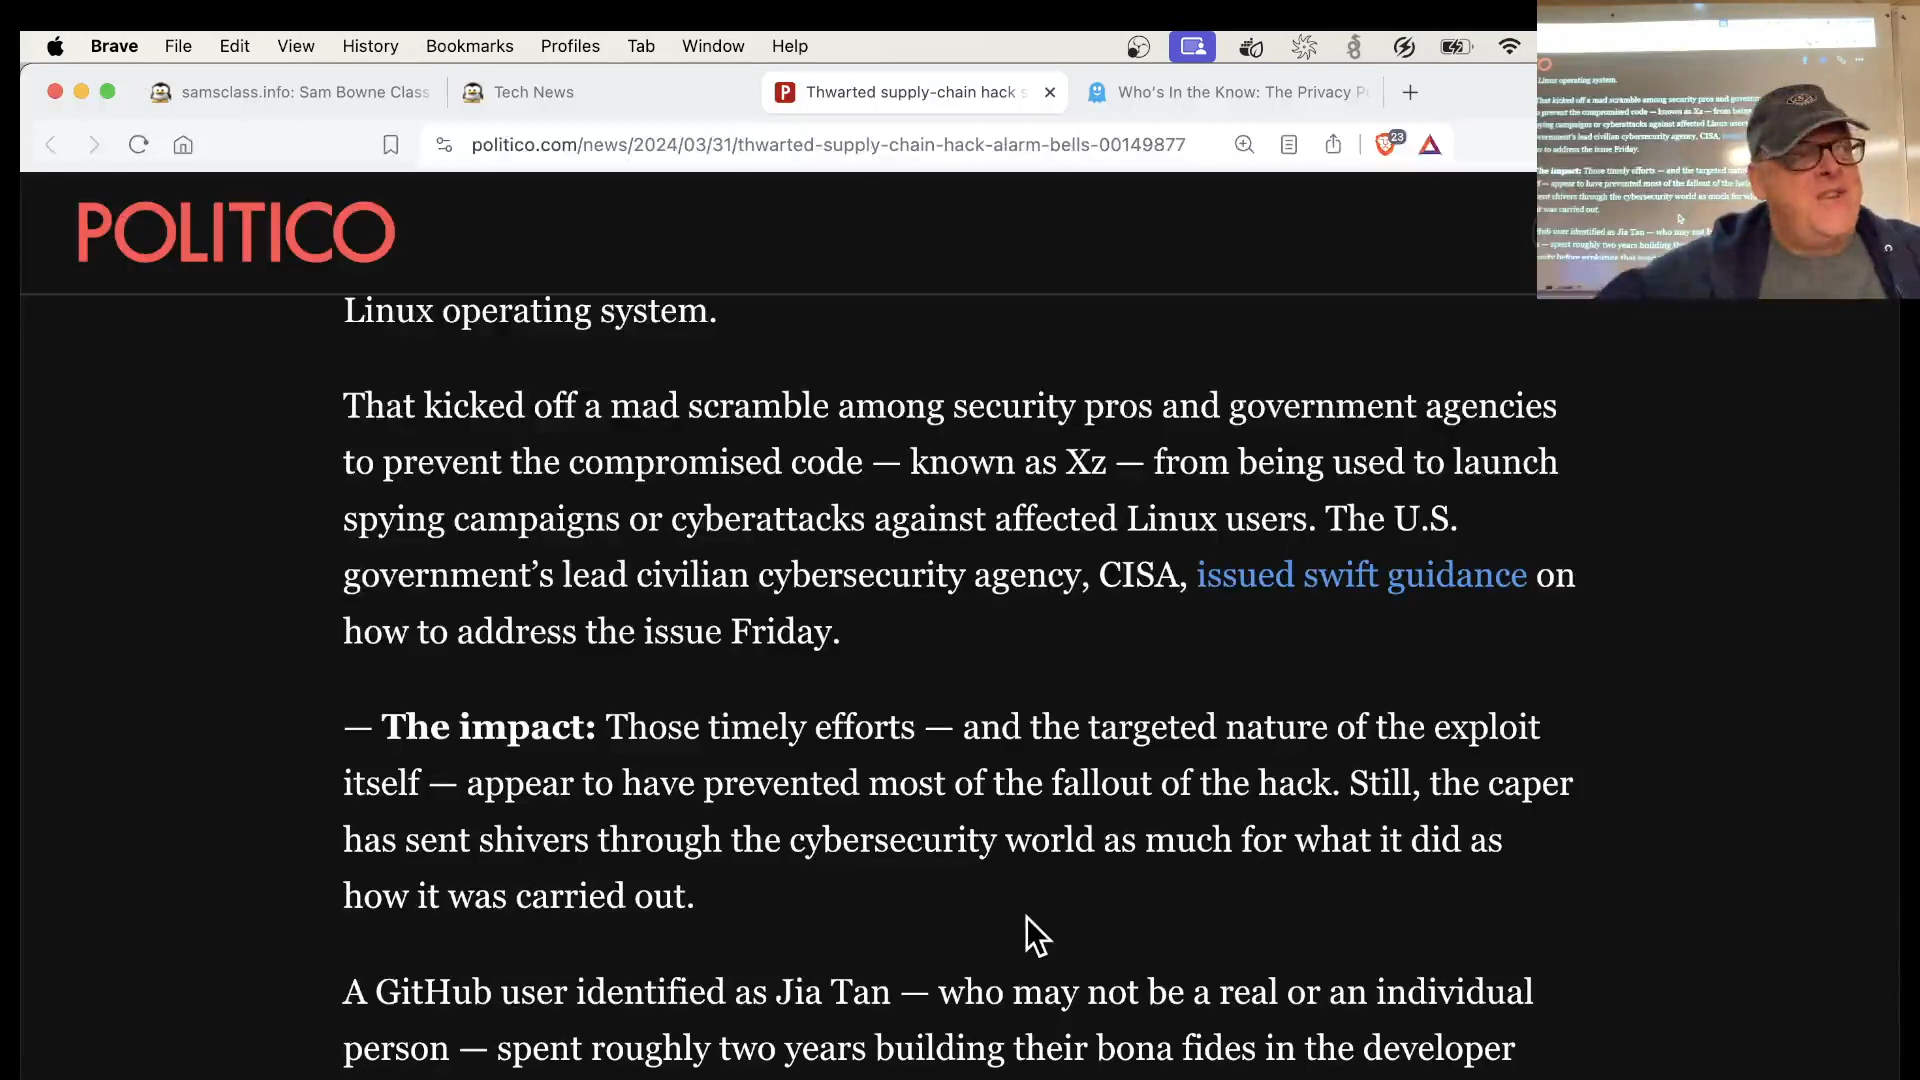 Brave File Edit View History Bookmarks Profiles Tab Window Help
samsclass.info: Sam Bowne Class
Tech News
Thwarted supply-chain hack s
Who's In the Know: The Privacy P
politico.com/news/2024/03/31/thwarted-supply-chain-hack-alarm-bells-00149877
23
POLITICO
Linux operating system.
That kicked off a mad scramble among security pros and government agencies
to prevent the compromised code — known as Xz — from being used to launch
spying campaigns or cyberattacks against affected Linux users. The U.S.
government’s lead civilian cybersecurity agency, CISA, issued swift guidance on
how to address the issue Friday.
— The impact: Those timely efforts — and the targeted nature of the exploit
itself — appear to have prevented most of the fallout of the hack. Still, the caper
has sent shivers through the cybersecurity world as much for what it did as
how it was carried out.
A GitHub user identified as Jia Tan — who may not be a real or an individual
person — spent roughly two years building their bona fides in the developer
Linux operating system.